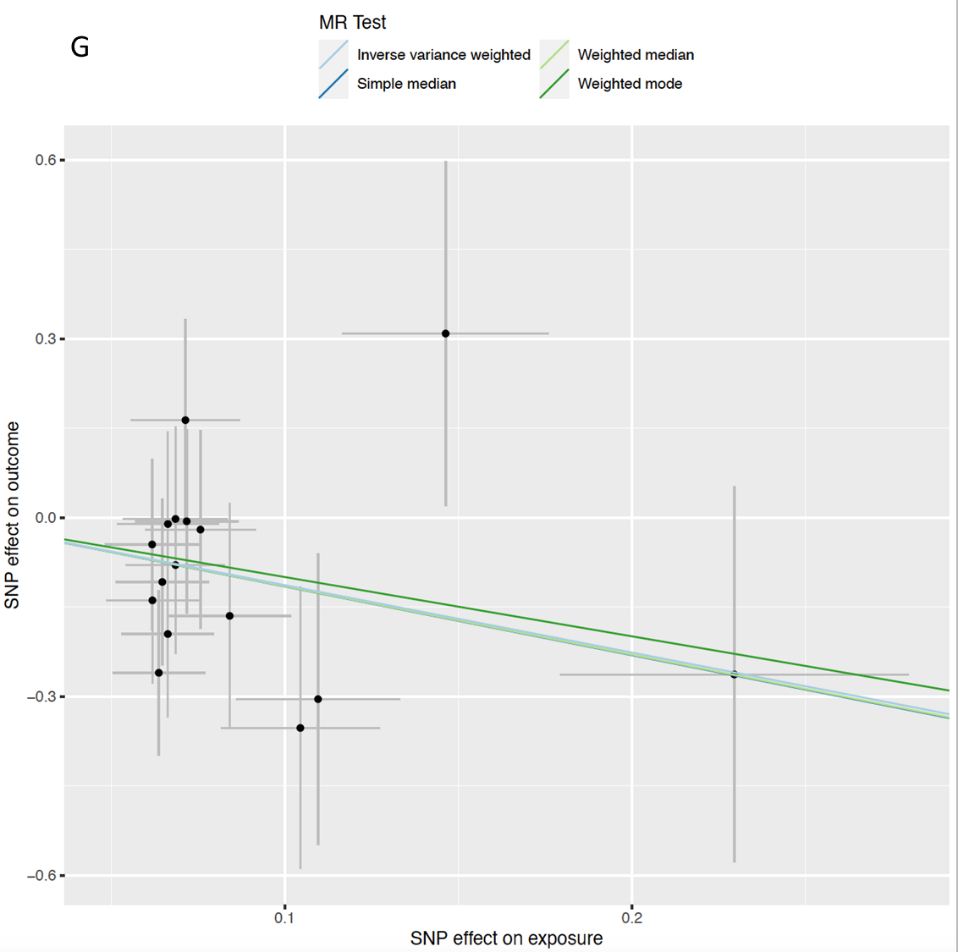 G
MR Test
Inverse variance weighted
Weighted median
Simple median
Weighted mode
0.6
0.3
0.0
−0.3
−0.6
SNP effect on outcome
0.1
0.2
SNP effect on exposure